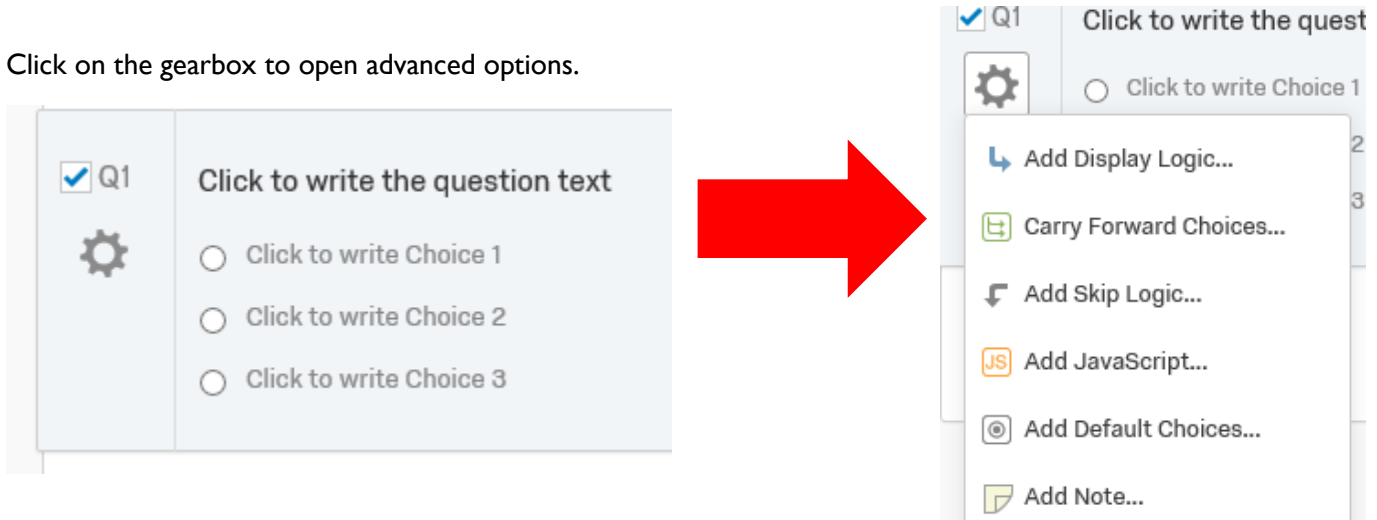 Click on the gearbox to open advanced options.
Q1
Click to write the question text
Click to write Choice 1
Click to write Choice 2
Click to write Choice 3
Q1
Click to write the quest
Click to write Choice 1
2
3
Add Display Logic...
Carry Forward Choices...
Add Skip Logic...
JS
Add JavaScript...
Add Default Choices...
Add Note...